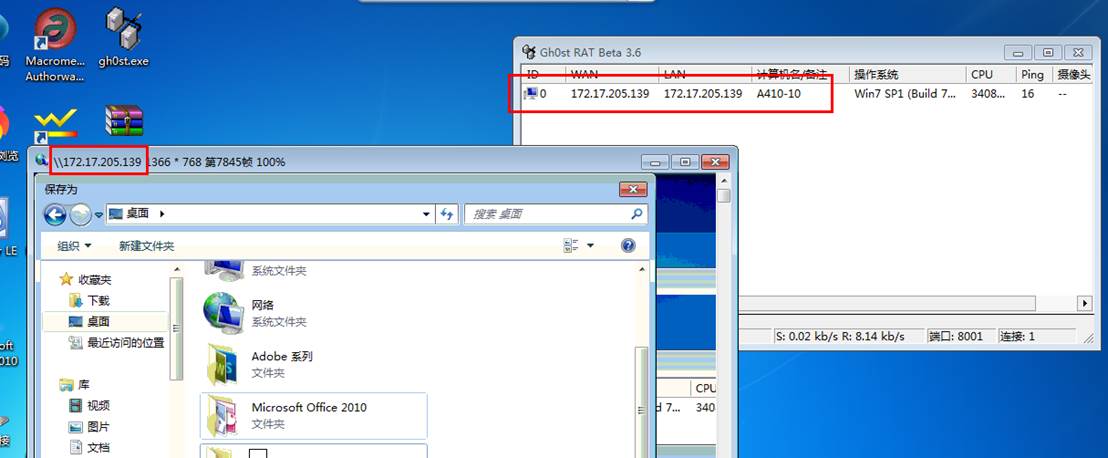 码
Macrome...
Authorwa...
gh0st.exe
浏览
r LE
oft
010
接
Gh0st RAT Beta 3.6
ID WAN LAN 计算机名/备注 操作系统 CPU Ping 摄像头
0 172.17.205.139 172.17.205.139 A410-10 Win7 SP1 (Build 7... 3408... 16 --
S: 0.02 kb/s R: 8.14 kb/s 端口: 8001 连接: 1
\\172.17.205.139 1366 * 768 第7845帧 100%
保存为
桌面
搜索 桌面
组织 新建文件夹
收藏夹
下载
桌面
最近访问的位置
库
视频
图片
文档
系统文件夹
网络
系统文件夹
Adobe 系列
文件夹
Microsoft Office 2010
文件夹
CPU
d 7... 340